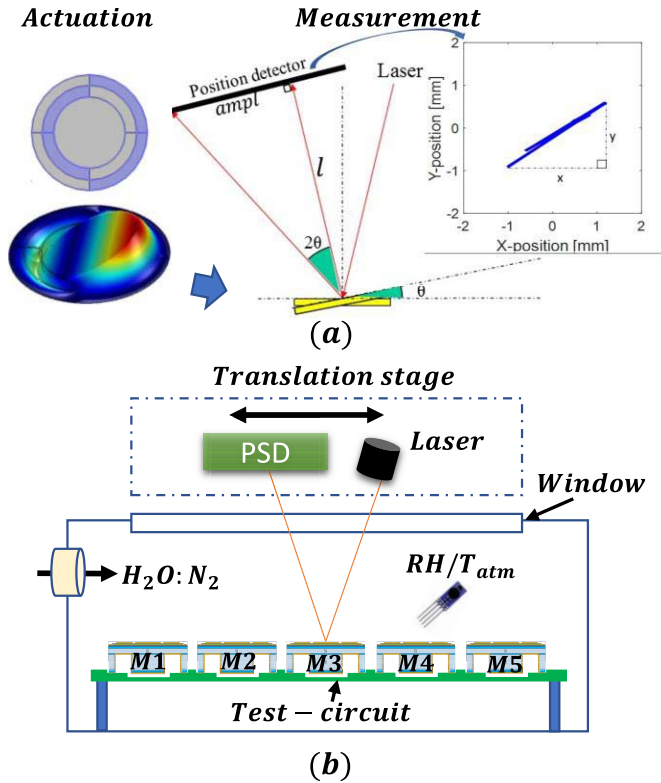 Actuation
Measurement
Position detector
ampl
Laser
l
2θ
θ
Y-position [mm]
2
1
0
-1
-2
y
x
-2 -1 0 1 2
X-position [mm]
(a)
Translation stage
PSD
Laser
Window
H₂O: N₂
RH/T_atm
M1 M2 M3 M4 M5
Test − circuit
(b)